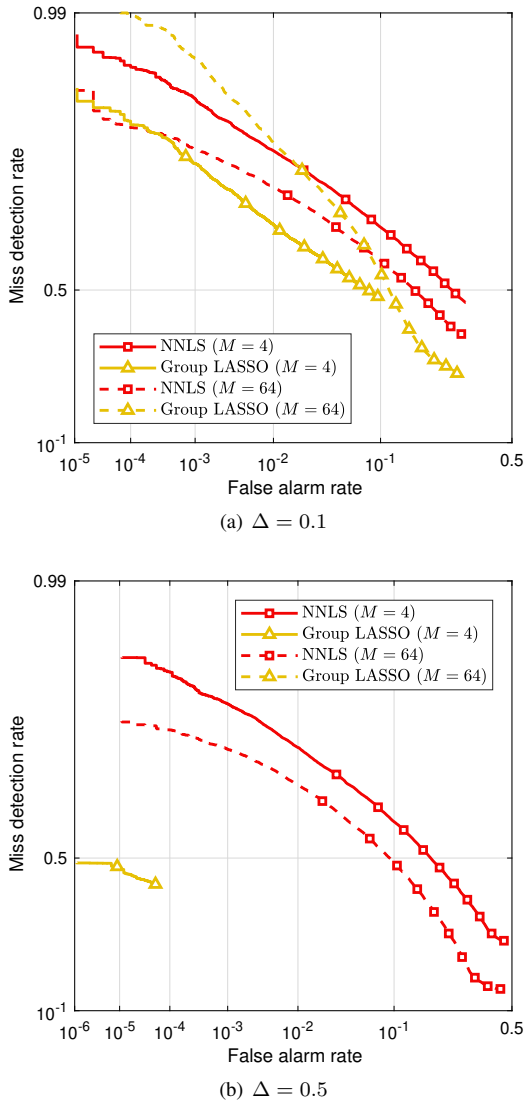 0.99
Miss detection rate
0.5
10^-1
NNLS (M = 4)
Group LASSO (M = 4)
NNLS (M = 64)
Group LASSO (M = 64)
10^-5 10^-4 10^-3 10^-2 10^-1 0.5
False alarm rate
(a) Δ = 0.1
0.99
Miss detection rate
0.5
10^-1
NNLS (M = 4)
Group LASSO (M = 4)
NNLS (M = 64)
Group LASSO (M = 64)
10^-6 10^-5 10^-4 10^-3 10^-2 10^-1 0.5
False alarm rate
(b) Δ = 0.5